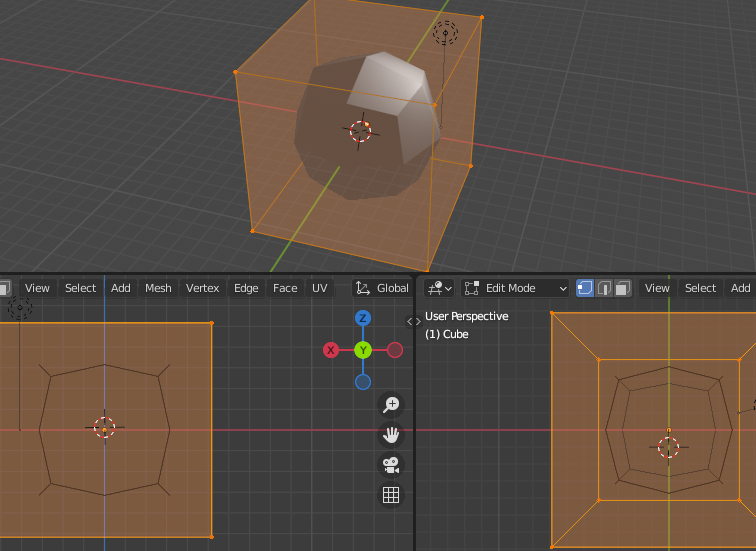 View Select Add Mesh Vertex Edge Face UV Global
Edit Mode View Select Add
User Perspective
(1) Cube
Z
X Y